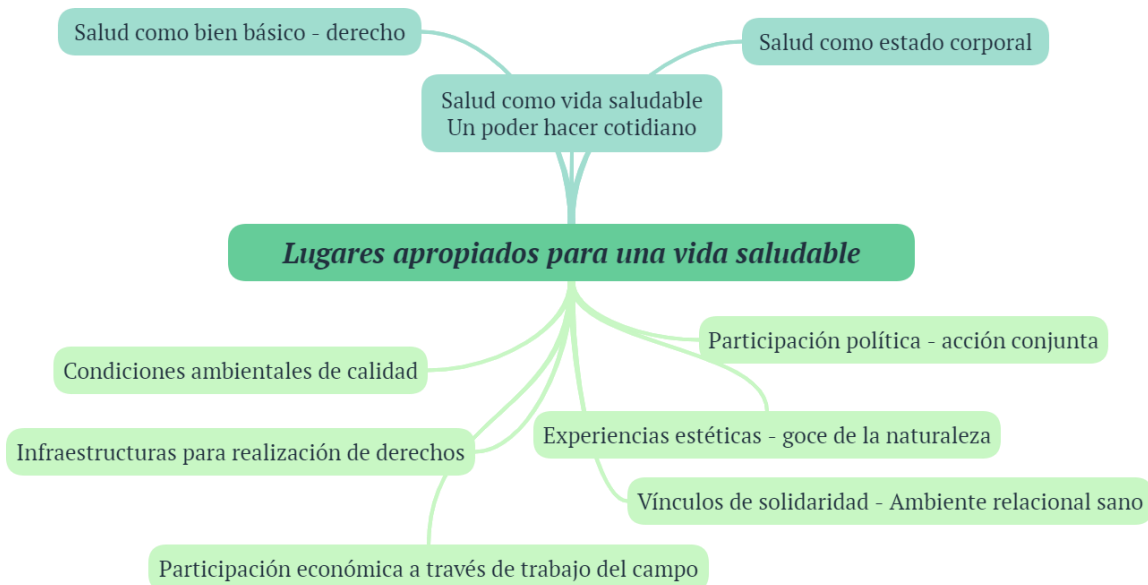 Salud como bien básico - derecho
Salud como estado corporal
Salud como vida saludable
Un poder hacer cotidiano
Lugares apropiados para una vida saludable
Participación política - acción conjunta
Condiciones ambientales de calidad
Experiencias estéticas - goce de la naturaleza
Infraestructuras para realización de derechos
Vínculos de solidaridad - Ambiente relacional sano
Participación económica a través de trabajo del campo